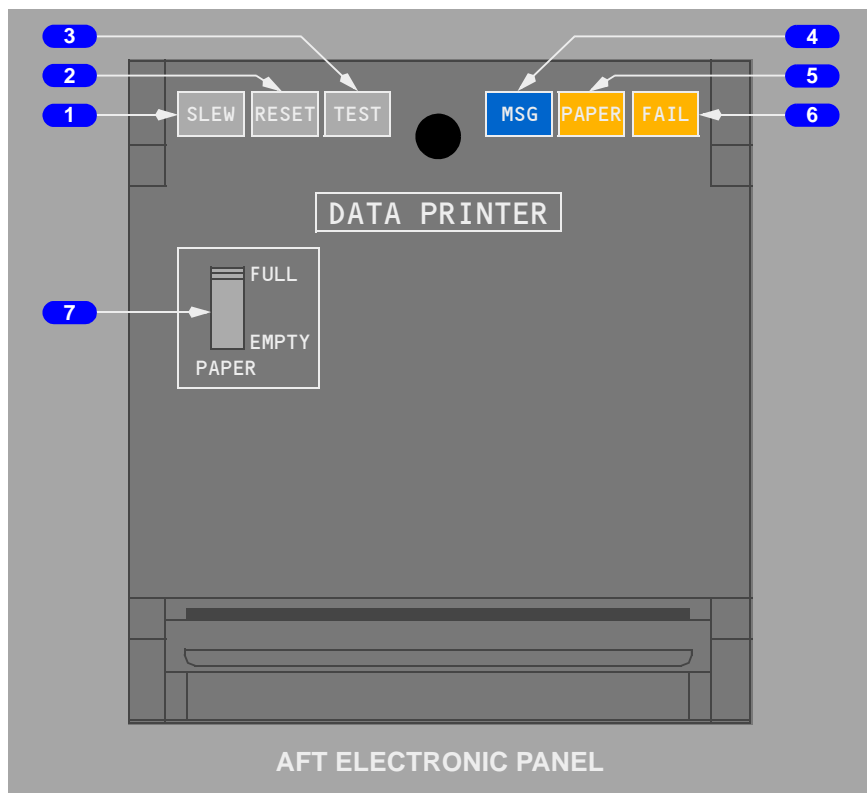 3
4
2
5
1
SLEW
RESET
TEST
MSG
PAPER
FAIL
6
DATA PRINTER
FULL
7
EMPTY
PAPER
AFT ELECTRONIC PANEL